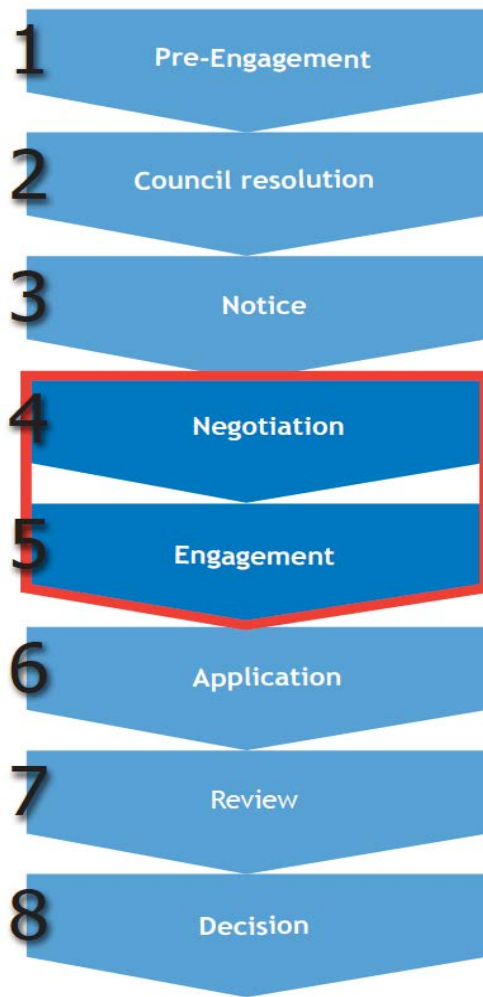 1 Pre-Engagement
2 Council resolution
3 Notice
4 Negotiation
5 Engagement
6 Application
7 Review
8 Decision